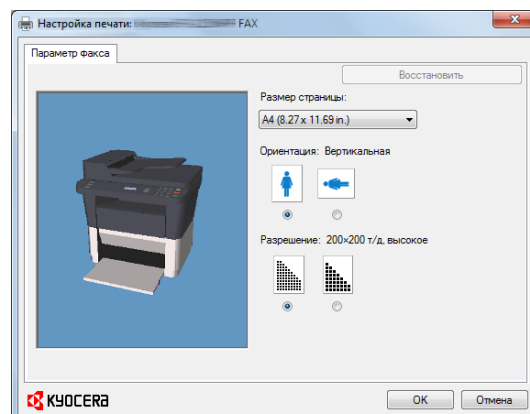 Настройка печати: FAX
Параметр факса
Восстановить
Размер страницы:
A4 (8.27 x 11.69 in.)
Ориентация: Вертикальная
Разрешение: 200×200 т/д, высокое
KYOCERA
OK
Отмена